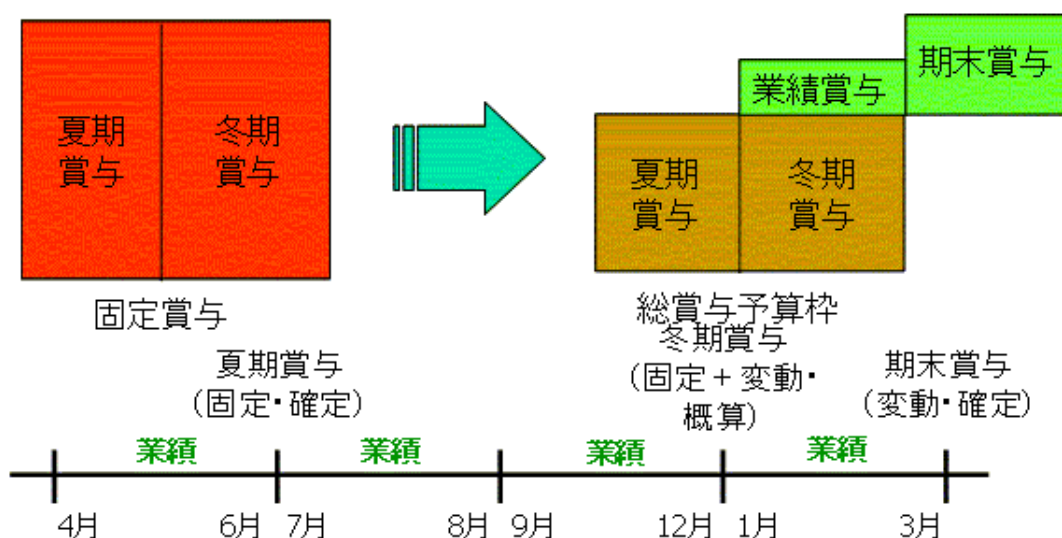 夏期
賞与
冬期
賞与
固定賞与
夏期
賞与
冬期
賞与
業績賞与
期末賞与
総賞与予算枠
夏期賞与
(固定・確定)
冬期賞与
(固定+変動・
概算)
期末賞与
(変動・確定)
業績
業績
業績
業績
4月
6月
7月
8月
9月
12月
1月
3月